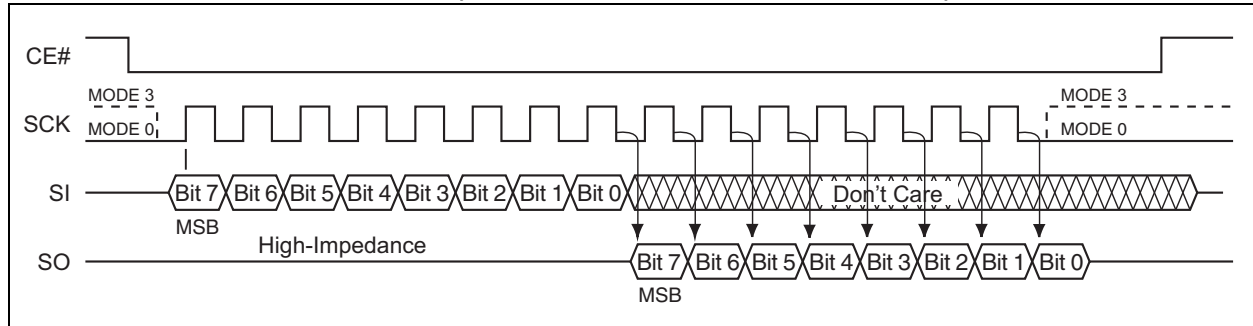 CE#
MODE 3 MODE 3
SCK MODE 0 MODE 0
SI Bit 7 Bit 6 Bit 5 Bit 4 Bit 3 Bit 2 Bit 1 Bit 0 Don't Care
MSB
High-Impedance
SO Bit 7 Bit 6 Bit 5 Bit 4 Bit 3 Bit 2 Bit 1 Bit 0
MSB